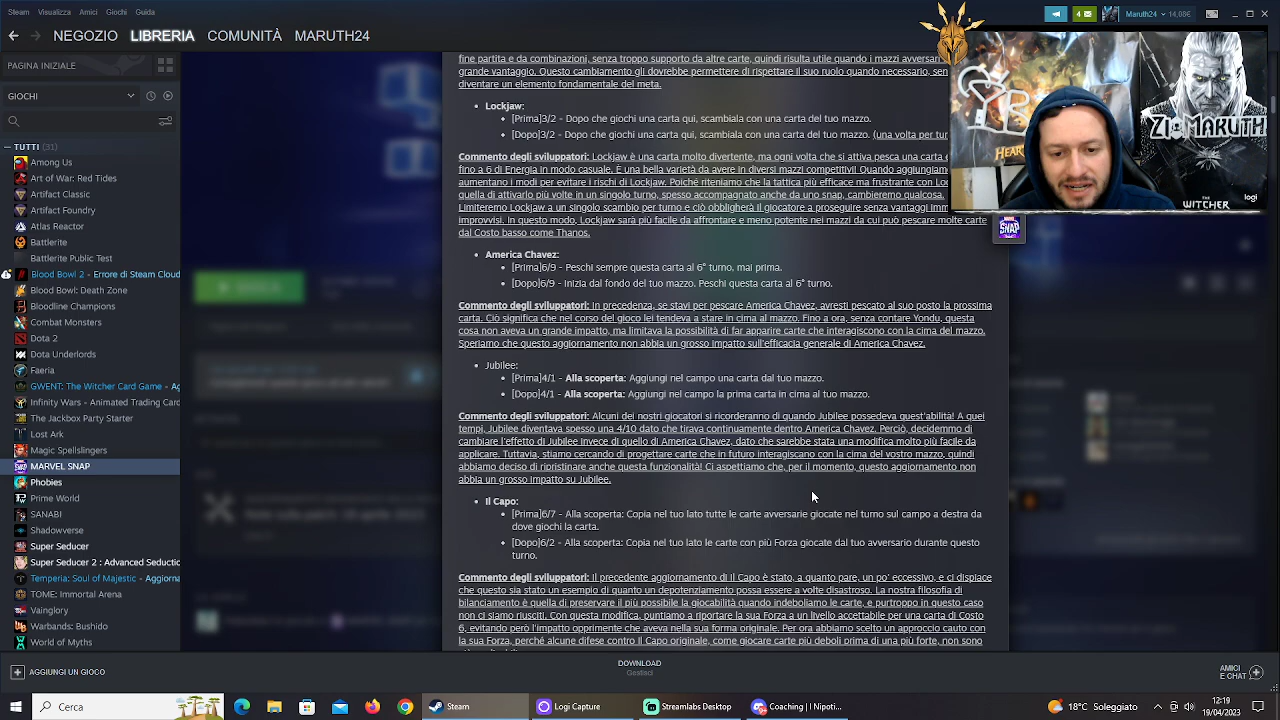 Steam Visualizza Amici Giochi Guida
4
Maruth24 14,08€
NEGOZIO LIBRERIA COMUNITÀ MARUTH24
PAGINA INIZIALE
GIOCHI
TUTTI (31)
Among Us
Art of War: Red Tides
Artifact Classic
Artifact Foundry
Atlas Reactor
Battlerite
Battlerite Public Test
Blood Bowl 2 - Errore di Steam Cloud
Blood Bowl: Death Zone
Bloodline Champions
Combat Monsters
Dota 2
Dota Underlords
Faeria
GWENT: The Witcher Card Game - Ag
Infinity Wars - Animated Trading Card
The Jackbox Party Starter
Lost Ark
Magic Spellslingers
MARVEL SNAP
Phobies
Prime World
SANABI
Shadowverse
Super Seducer
Super Seducer 2 : Advanced Seductio
Temperia: Soul of Majestic - Aggiorna
TOME: Immortal Arena
Vainglory
Warbands: Bushido
World of Myths
fine partita e da combinazioni, senza troppo supporto da altre carte, quindi risulta utile quando i mazzi avversar
grande vantaggio. Questo cambiamenti gli dovrebbe permettere di rispettare il suo ruolo quando necessario, sen
diventare un elemento fondamentale del meta.
• Lockjaw:
[Prima]3/2 - Dopo che giochi una carta qui, scambiala con una carta del tuo mazzo.
[Dopo]3/2 - Dopo che giochi una carta qui, scambiala con una carta del tuo mazzo. (una volta per tur
Commento degli sviluppatori: Lockjaw è una carta molto divertente, ma ogni volta che si attiva pesca una carta
fino a 6 di Energia in modo casuale. È una bella varietà da avere in diversi mazzi competitivi! Quando aggiungiam
aumentano i modi per evitare i rischi di Lockjaw. Poiché riteniamo che la tattica più efficace ma frustrante con Loc
quella di attivarlo più volte in un singolo turno, spesso accompagnato anche da uno snap, cambieremo qualcosa.
Limiteremo Lockjaw a un singolo scambio per turno e ciò obbligherà il giocatore a proseguire senza vantaggi imm
improvvisi. In questo modo, Lockjaw sarà più facile da affrontare e meno potente nei mazzi da cui può pescare molte carte
dal Costo basso come Thanos.
• America Chavez:
[Prima]6/9 - Peschi sempre questa carta al 6° turno, mai prima.
[Dopo]6/9 - Inizia dal fondo del tuo mazzo. Peschi questa carta al 6° turno.
Commento degli sviluppatori: In precedenza, se stavi per pescare America Chavez, avresti pescato al suo posto la prossima
carta. Ciò significa che nel corso del gioco lei tendeva a stare in cima al mazzo. Fino a ora, senza contare Yondu, questa
cosa non aveva un grande impatto, ma limitava la possibilità di far apparire carte che interagiscono con la cima del mazzo.
Speriamo che questo aggiornamento non abbia un grosso impatto sull'efficacia generale di America Chavez.
• Jubilee:
[Prima]4/1 - Alla scoperta: Aggiungi nel campo una carta dal tuo mazzo.
[Dopo]4/1 - Alla scoperta: Aggiungi nel campo la prima carta in cima al tuo mazzo.
Commento degli sviluppatori: Alcuni dei nostri giocatori si ricorderanno di quando Jubilee possedeva quest'abilità! A quei
tempi, Jubilee diventava spesso una 4/10 dato che tirava continuamente dentro America Chavez. Perciò, decidemmo di
cambiare l'effetto di Jubilee invece di quello di America Chavez, dato che sarebbe stata una modifica molto più facile da
applicare. Tuttavia, stiamo cercando di progettare carte che in futuro interagiscano con la cima del vostro mazzo, quindi
abbiamo deciso di ripristinare anche questa funzionalità! Ci aspettiamo che, per il momento, questo aggiornamento non
abbia un grosso impatto su Jubilee.
• Il Capo:
[Prima]6/7 - Alla scoperta: Copia nel tuo lato tutte le carte avversarie giocate nel turno sul campo a destra da
dove giochi la carta.
[Dopo]6/2 - Alla scoperta: Copia nel tuo lato le carte con più Forza giocate dal tuo avversario durante questo
turno.
Commento degli sviluppatori: Il precedente aggiornamento di Il Capo è stato, a quanto pare, un po' eccessivo, e ci dispiace
che questo sia stato un esempio di quanto un depotenziamento possa essere a volte disastroso. La nostra filosofia di
bilanciamento è quella di preservare il più possibile la giocabilità quando indeboliamo le carte, e purtroppo in questo caso
non ci siamo riusciti. Con questa modifica, puntiamo a riportarlo a un livello accettabile per una carta di Costo
6, evitando però l'impatto opprimente che aveva nella sua forma originale. Per ora abbiamo scelto un approccio cauto con
la sua Forza, perché alcune difese contro il Capo originale, come giocare carte più deboli prima di una più forte, non sono
ZIOMARUTH
THE
WITCHER
logi
MARVEL
SNAP
AGGIUNGI UN GIOCO
DOWNLOAD
Gestisci
AMICI
E CHAT
Cerca
Steam
Logi Capture
Streamlabs Desktop
Coaching | | Nipoti...
18°C Soleggiato
12:19
19/04/2023